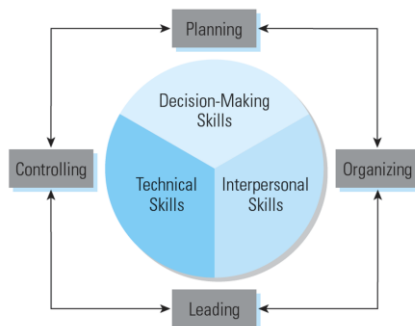 Planning
Decision-Making
Skills
Controlling
Technical
Skills
Interpersonal
Skills
Organizing
Leading